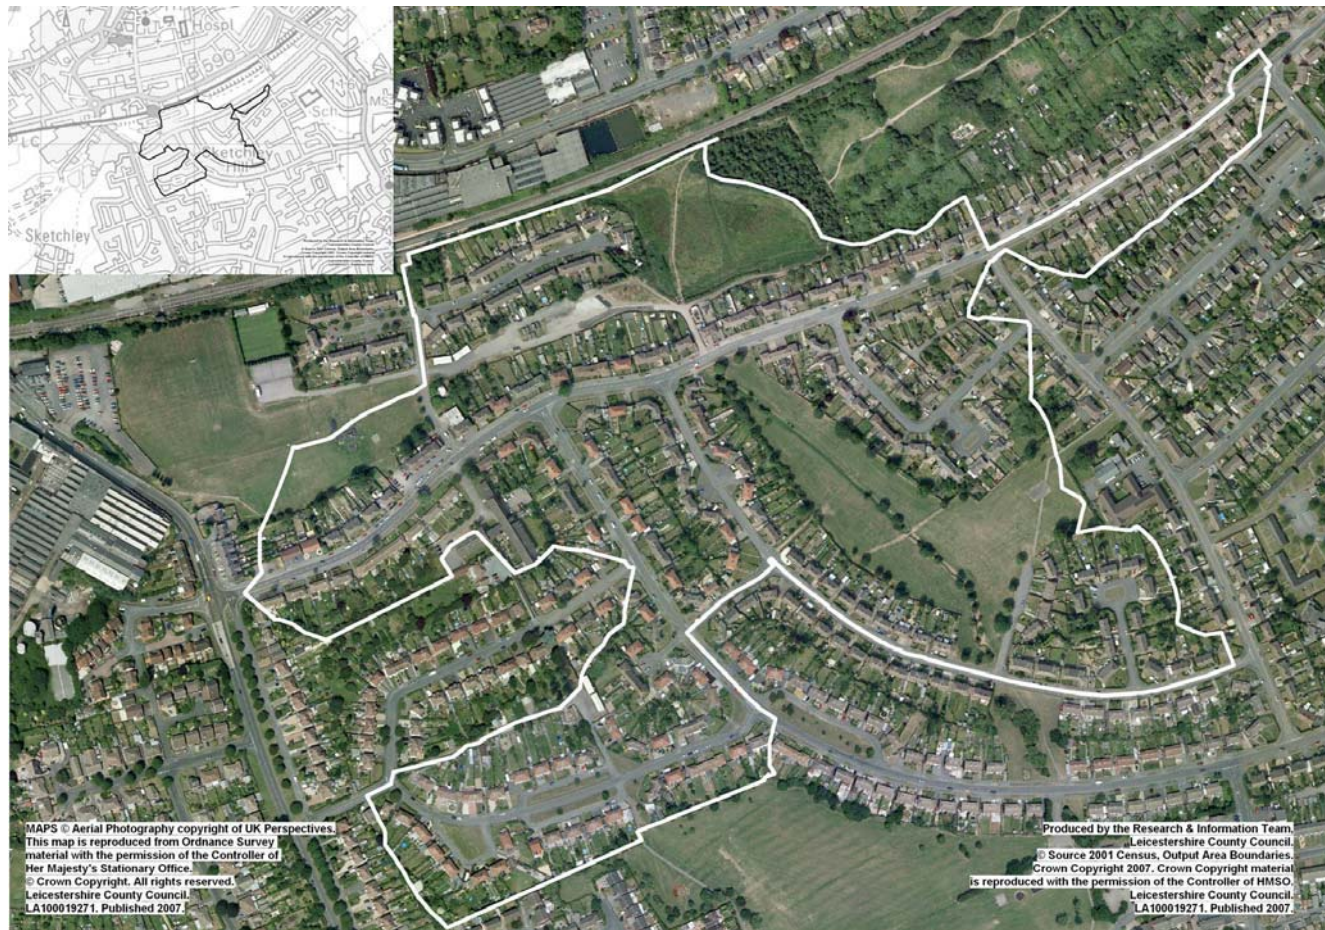 Hospl
B590
Sch
MS
LC
Sketchley
Hill
Sketchley
MAPS © Aerial Photography copyright of UK Perspectives.
This map is reproduced from Ordnance Survey
material with the permission of the Controller of
Her Majesty's Stationary Office.
© Crown Copyright. All rights reserved.
Leicestershire County Council.
LA100019271. Published 2007.
Produced by the Research & Information Team,
Leicestershire County Council.
© Source 2001 Census, Output Area Boundaries.
Crown Copyright 2007. Crown Copyright material
is reproduced with the permission of the Controller of HMSO.
Leicestershire County Council.
LA100019271. Published 2007.